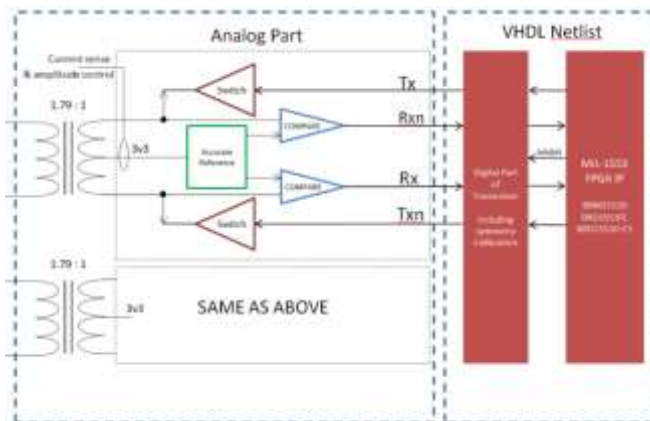 Analog Part
VHDL Netlist
Current sense
& amplitude control
Switch
Tx
1.79 : 1
COMPARE
Rxn
3v3
Accurate
Reference
COMPARE
Rx
Switch
Txn
Digital Part
of
Transceiver
Including
symmetry
calibration
MIL-1553
FPGA IP
1.79 : 1
3v3
SAME AS ABOVE